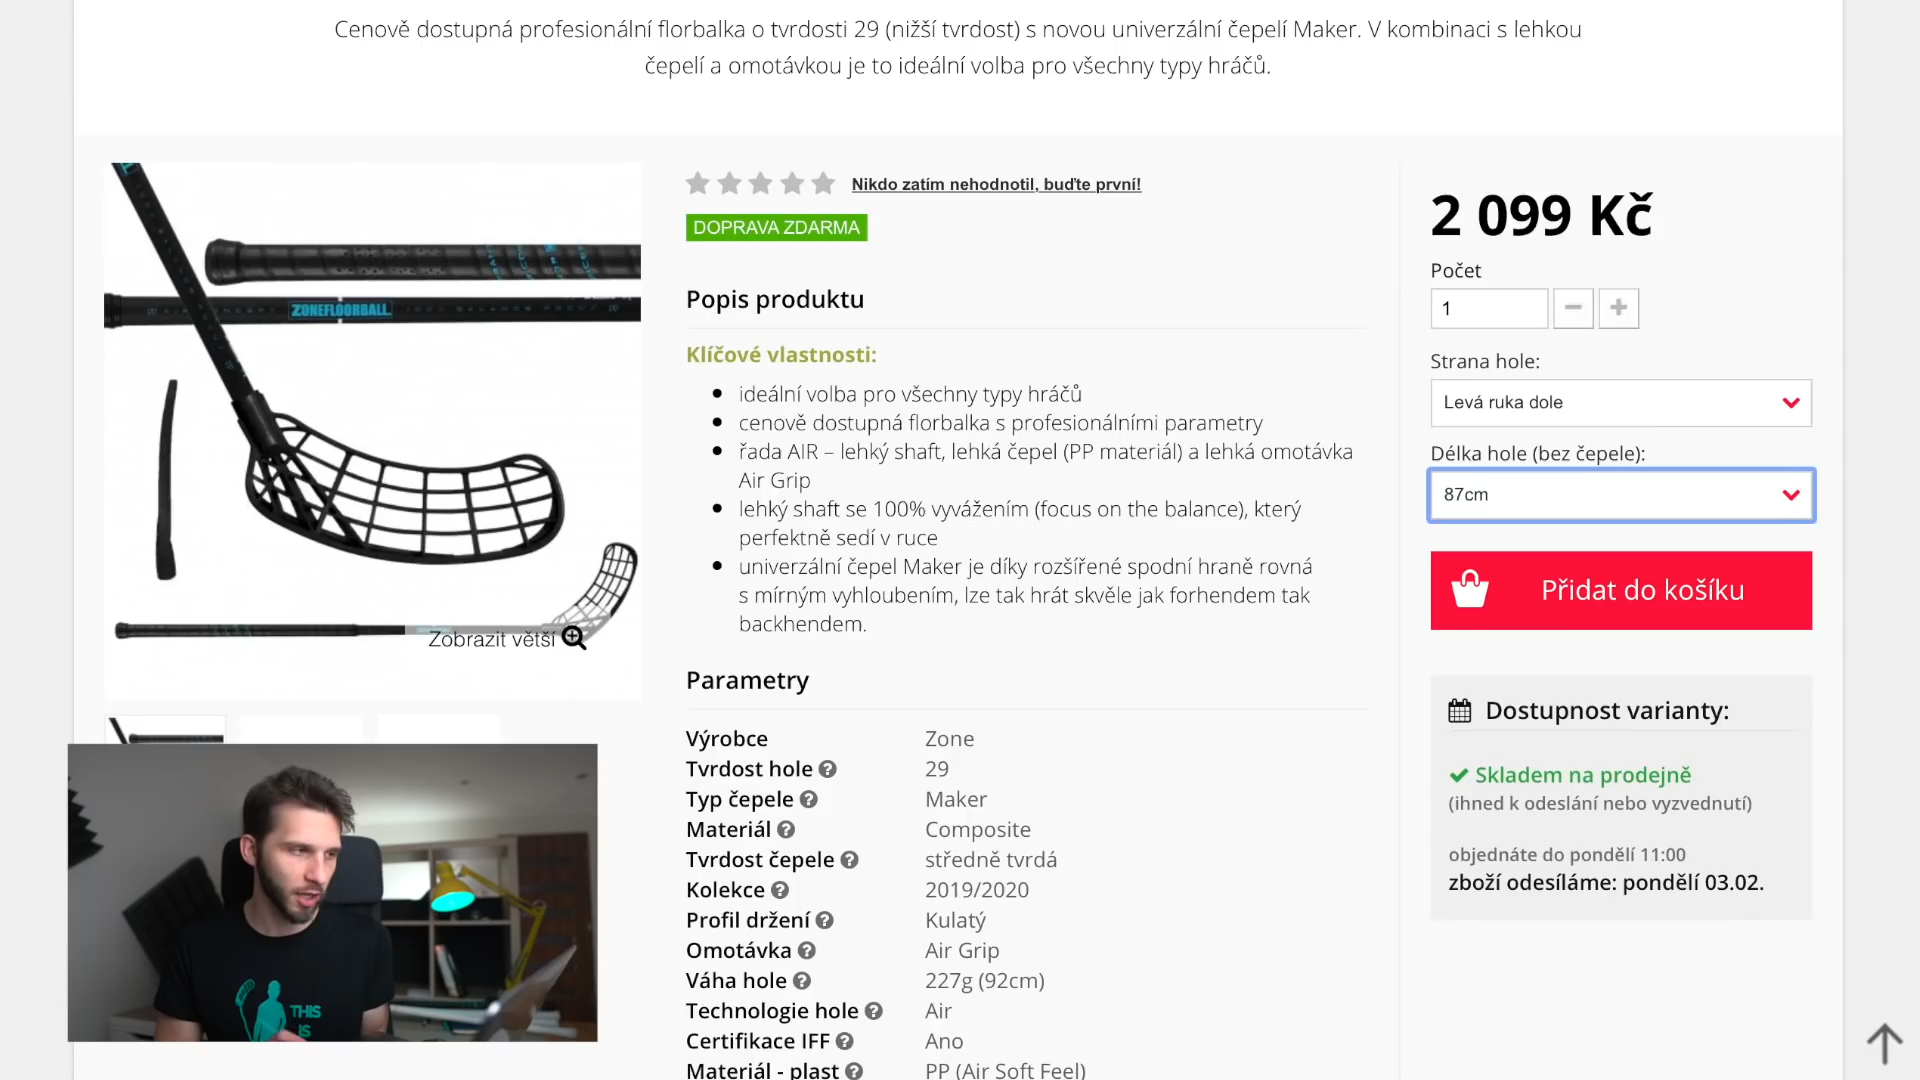 Cenově dostupná profesionální florbalka o tvrdosti 29 (nižší tvrdost) s novou univerzální čepelí Maker. V kombinaci s lehkou
čepelí a omotávkou je to ideální volba pro všechny typy hráčů.
ZONEFLOORBALL
Zobrazit větší
Nikdo zatím nehodnotil, buďte první!
DOPRAVA ZDARMA
Popis produktu
Klíčové vlastnosti:
ideální volba pro všechny typy hráčů
cenově dostupná florbalka s profesionálními parametry
řada AIR – lehký shaft, lehká čepel (PP materiál) a lehká omotávka
Air Grip
lehký shaft se 100% vyvážením (focus on the balance), který
perfektně sedí v ruce
univerzální čepel Maker je díky rozšířené spodní hraně rovná
s mírným vyhloubením, lze tak hrát skvěle jak forhendem tak
backhendem.
Parametry
Výrobce Zone
Tvrdost hole 29
Typ čepele Maker
Materiál Composite
Tvrdost čepele středně tvrdá
Kolekce 2019/2020
Profil držení Kulatý
Omotávka Air Grip
Váha hole 227g (92cm)
Technologie hole Air
Certifikace IFF Ano
Materiál - plast PP (Air Soft Feel)
2 099 Kč
Počet
1
Strana hole:
Levá ruka dole
Délka hole (bez čepele):
87cm
Přidat do košíku
Dostupnost varianty:
Skladem na prodejně
(ihned k odeslání nebo vyzvednutí)
objednáte do pondělí 11:00
zboží odesíláme: pondělí 03.02.
THIS
IS